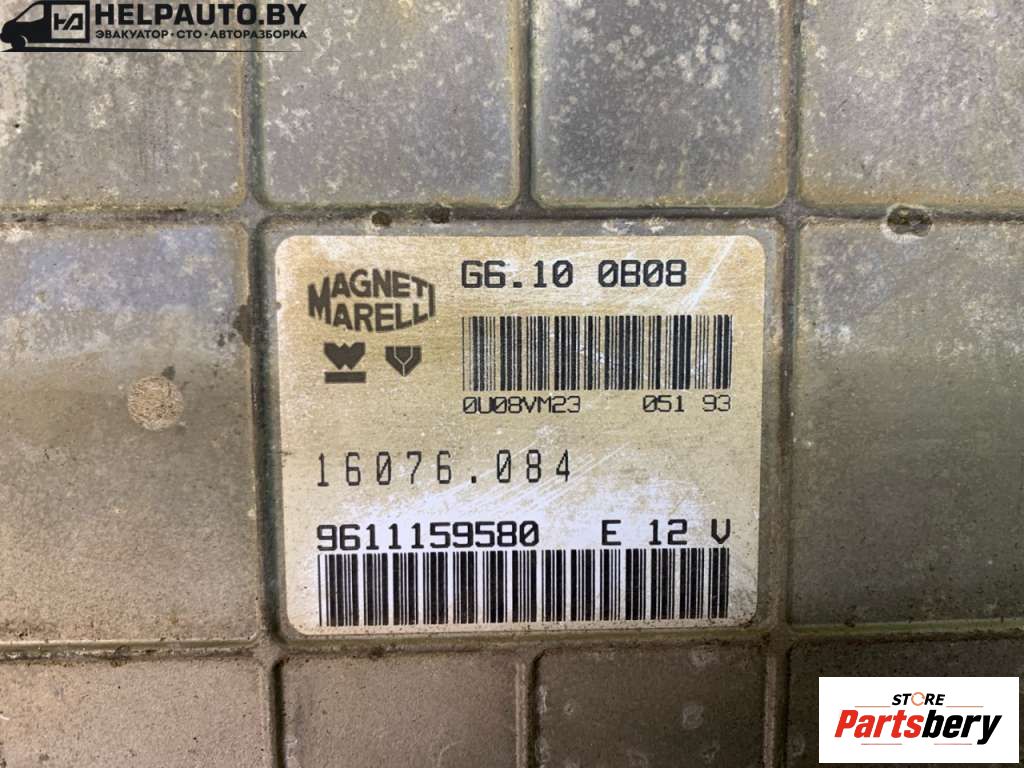 HELPAUTO.BY
ЭВАКУАТОР • СТО • АВТОРАЗБОРКА
MAGNETI
MARELLI
G6.10 0B08
0U08VM23 051 93
16076.084
9611159580 E 12 V
STORE
Partsbery